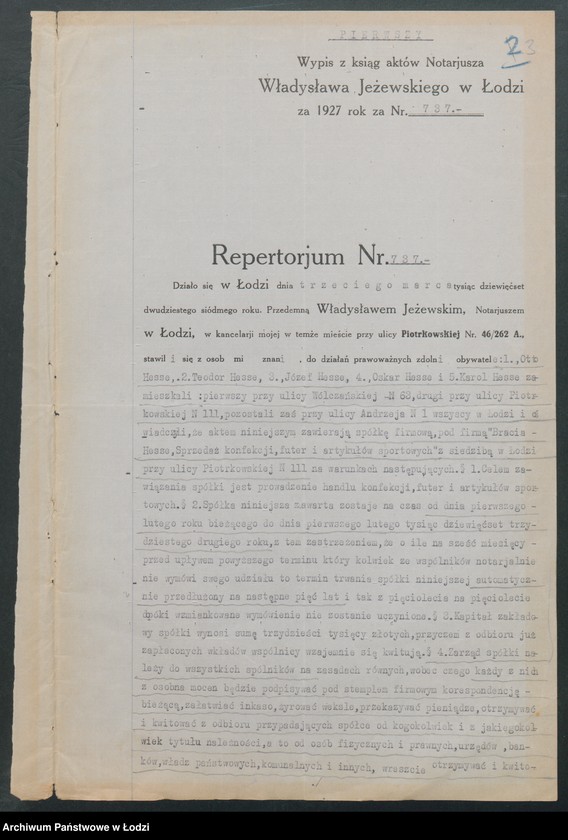 PIERWSZY
23
Wypis z ksiąg aktów Notarjusza
Władysława Jeżewskiego w Łodzi
za 1927 rok za Nr. 737.-
Repertorjum Nr. 737.-
Działo się w Łodzi dnia trzeciego marca tysiąc dziewięćset
dwudziestego siódmego roku. Przedemną Władysławem Jeżewskim, Notarjuszem
w Łodzi, w kancelarji mojej w temże mieście przy ulicy Piotrkowskiej Nr. 46/262 A.,
stawili się z osob mi znani . do działań prawoważnych zdolni obywatele:1., Otto
Hesse,.2.Teodor Hesse, 3.,Józef Hesse, 4.,Oskar Hesse i 5.Karol Hesse za-
mieszkali :pierwszy przy ulicy Wólczańskiej -N 68,drugi przy ulicy Piotr-
kowskiej N 111,pozostali zaś przy ulicy Andrzeja N 1 wszyscy w Łodzi i o
wiadczyli,że aktem niniejszym zawierają spółkę firmową,pod firmą"Bracia -
Hesse,Sprzedaż konfekcji,futer i artykułów sportowych"z siedzibą w Łodzi
przy ulicy Piotrkowskiej N 111 na warunkach następujących.§ 1.Celem za-
wiązania spółki jest prowadzenie handlu konfekcji,futer i artykułów spor-
towych.§ 2.Spółka niniejsza zawarta zostaje na czas od dnia pierwszego -
lutego roku bieżącego do dnia pierwszego lutego tysiąc dziewięćset trzy-
dziestego drugiego roku,z tem zastrzeżeniem,że o ile na sześć miesięcy -
przed upływem powyższego terminu który kolwiek ze wspólników notarjalnie
nie wymówi swego udziału to termin trwania spółki niniejszej automatycz-
nie przedłużony na następne pięć lat i tak z pięciolecia na pięciolecie
dpóki wzmiankowane wymówienie nie zostanie uczynione.§ 3.Kapitał zakłado-
wy spółki wynosi sumę trzydzieści tysięcy złotych,przyczem z odbioru już
zapłaconych wkładów wspólnicy wzajemnie się kwitują.§ 4.Zarząd spółki na-
leży do wszystkich spólników na zasadach równych,wobec czego każdy z nich
z osobna mocen będzie podpisywać pod stemplem firmowym korespondencję -
bieżącą,załatwiać inkaso,żyrować weksle,przekazywać pieniądze,otrzymywać
i kwitować z odbioru przypadających spółce od kogokolwiek i z jakiegokol
wiek tytułu należności,a to od osób fizycznych i prawnych,urzędów ,ban-
ków,władz państwowych,komunalnych i innych, wreszcie otrzymywać i kwito-
Archiwum Państwowe w Łodzi